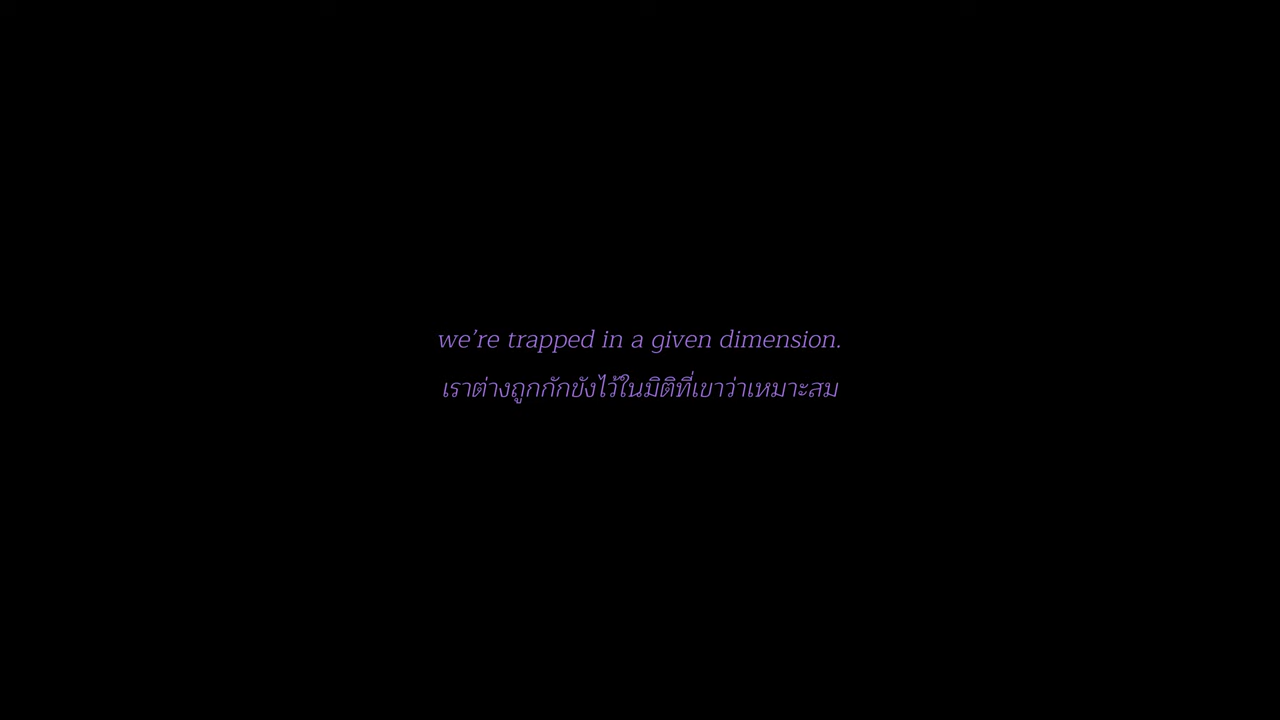 we’re trapped in a given dimension.
เราต่างถูกกักขังไว้ในมิติที่เขาว่าเหมาะสม